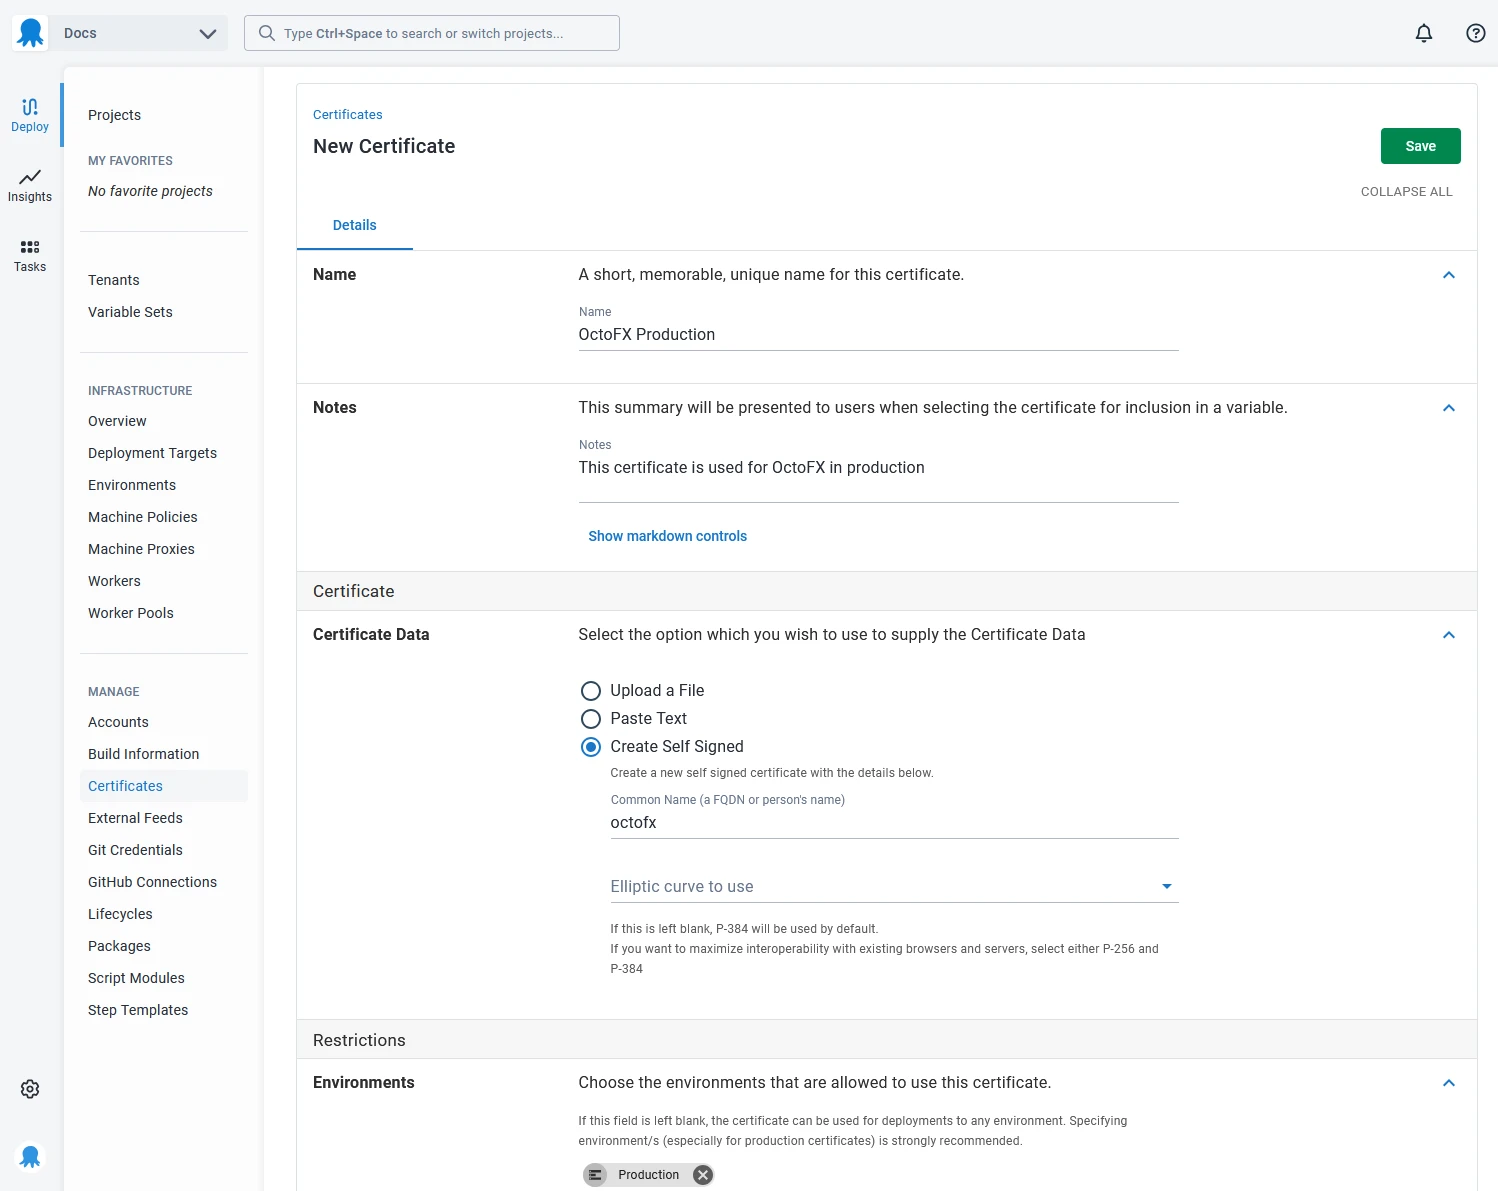 Docs
Type Ctrl+Space to search or switch projects...
Deploy
Insights
Tasks
Projects
MY FAVORITES
No favorite projects
Tenants
Variable Sets
INFRASTRUCTURE
Overview
Deployment Targets
Environments
Machine Policies
Machine Proxies
Workers
Worker Pools
MANAGE
Accounts
Build Information
Certificates
External Feeds
Git Credentials
GitHub Connections
Lifecycles
Packages
Script Modules
Step Templates
Certificates
New Certificate
Save
COLLAPSE ALL
Details
Name
A short, memorable, unique name for this certificate.
Name
OctoFX Production
Notes
This summary will be presented to users when selecting the certificate for inclusion in a variable.
Notes
This certificate is used for OctoFX in production
Show markdown controls
Certificate
Certificate Data
Select the option which you wish to use to supply the Certificate Data
Upload a File
Paste Text
Create Self Signed
Create a new self signed certificate with the details below.
Common Name (a FQDN or person's name)
octofx
Elliptic curve to use
If this is left blank, P-384 will be used by default.
If you want to maximize interoperability with existing browsers and servers, select either P-256 and
P-384
Restrictions
Environments
Choose the environments that are allowed to use this certificate.
If this field is left blank, the certificate can be used for deployments to any environment. Specifying
environment/s (especially for production certificates) is strongly recommended.
Production